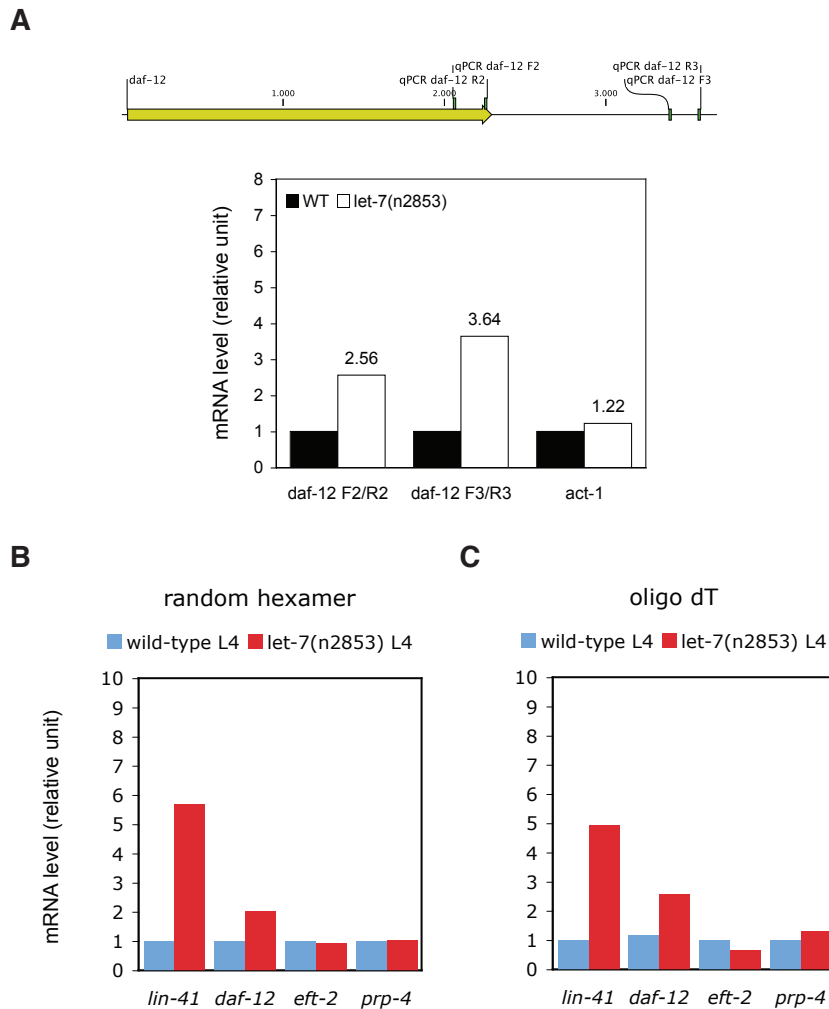 A
qPCR daf-12 F2
qPCR daf-12 R3
daf-12
qPCR daf-12 R2
qPCR daf-12 F3
1.000
2.000
3.000
mRNA level (relative unit)
8
7
6
5
4
3
2
1
0
WT let-7(n2853)
2.56
3.64
1.22
daf-12 F2/R2 daf-12 F3/R3 act-1
B
random hexamer
wild-type L4 let-7(n2853) L4
mRNA level (relative unit)
10
9
8
7
6
5
4
3
2
1
0
lin-41 daf-12 eft-2 prp-4
C
oligo dT
wild-type L4 let-7(n2853) L4
10
9
8
7
6
5
4
3
2
1
0
lin-41 daf-12 eft-2 prp-4